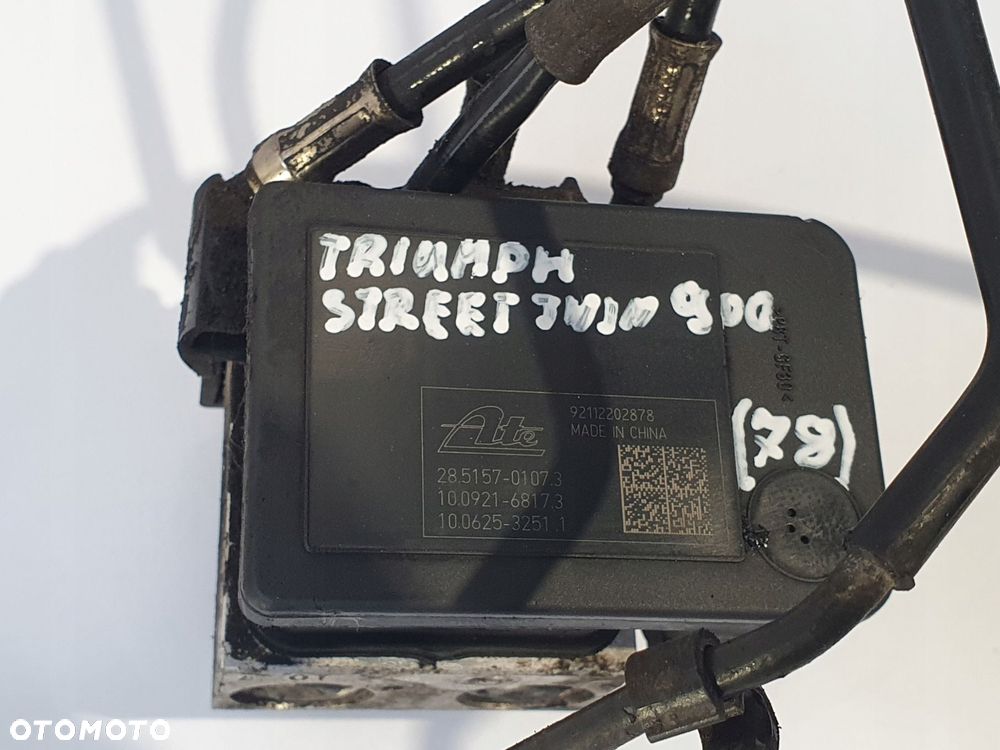 TRIUMPH
STREET TWIN 900
(78)
Ate
92112202878
MADE IN CHINA
28.5157-0107.3
10.0921-6817.3
10.0625-3251.1
OTOMOTO